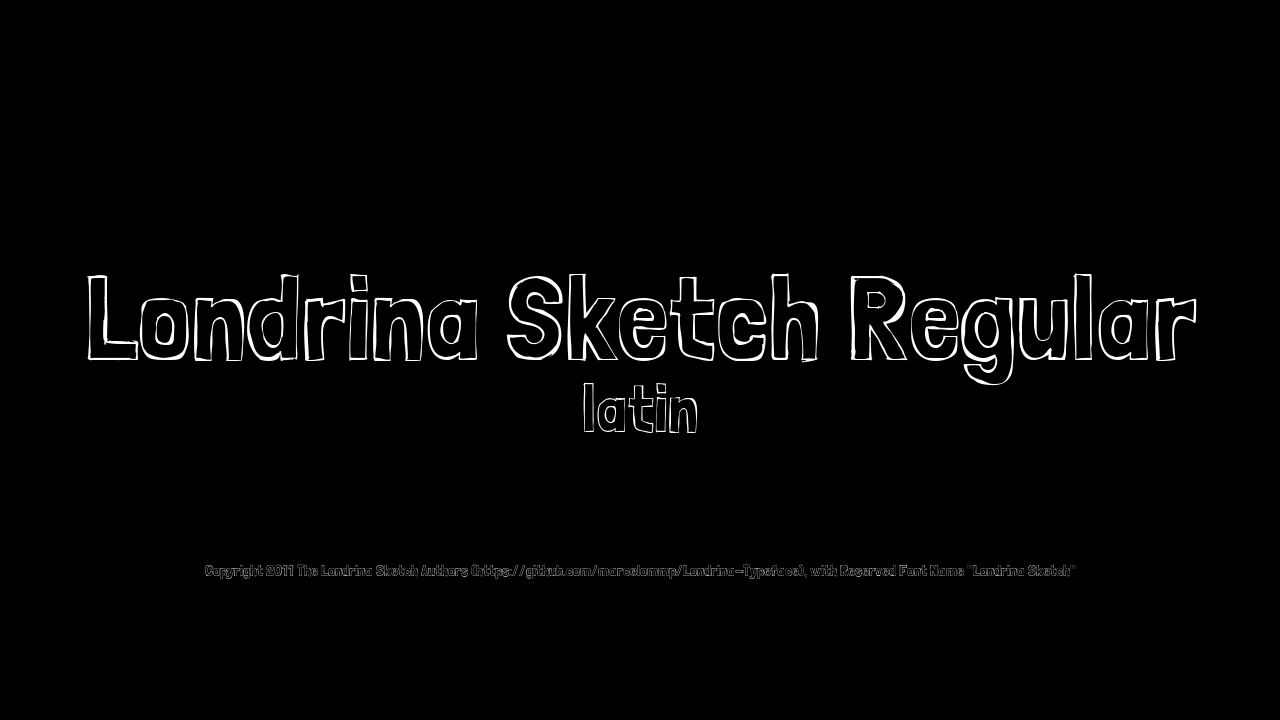 Londrina Sketch Regular
latin
Copyright 2011 The Londrina Sketch Authors (https://github.com/marcelommp/Londrina-Typeface), with Reserved Font Name "Londrina Sketch"